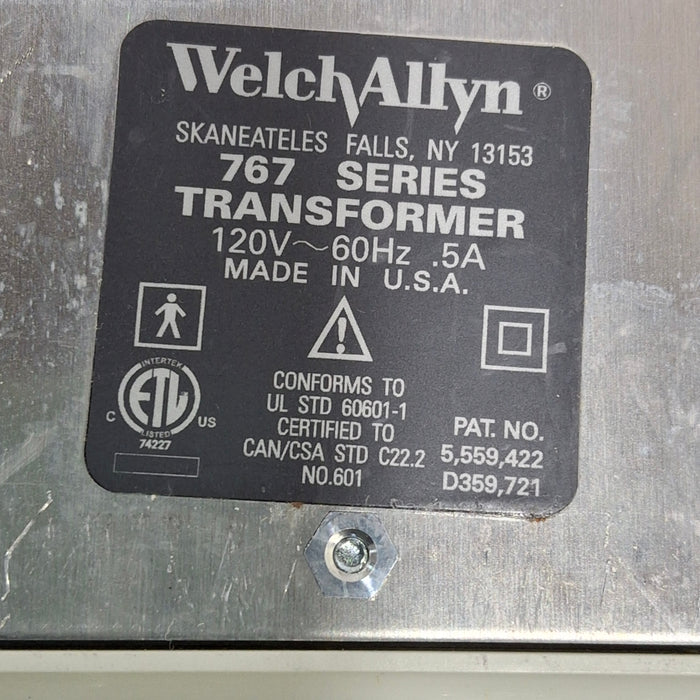 WelchAllyn®
SKANEATELES FALLS, NY 13153
767 SERIES
TRANSFORMER
120V~60Hz .5A
MADE IN U.S.A.
INTERTEK
ETL
LISTED
C US
74227
CONFORMS TO
UL STD 60601-1
CERTIFIED TO
CAN/CSA STD C22.2
NO.601
PAT. NO.
5,559,422
D359,721